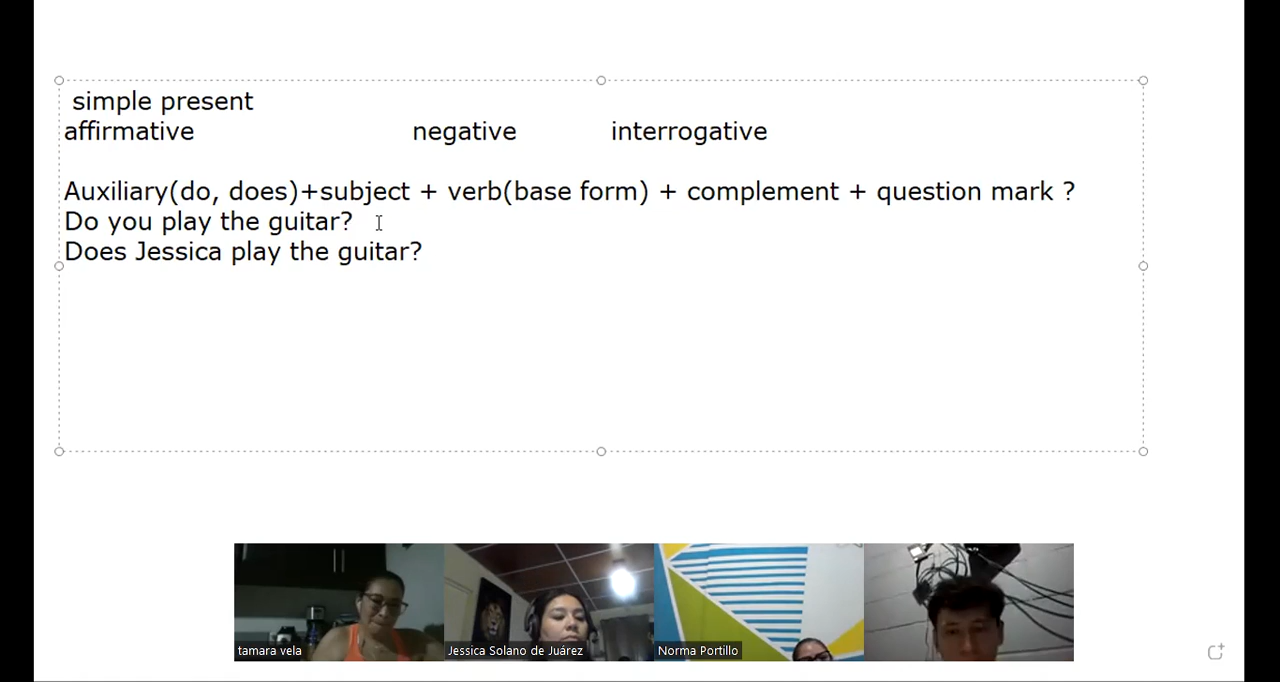 simple present
affirmative negative interrogative
Auxiliary(do, does)+subject + verb(base form) + complement + question mark ?
Do you play the guitar?
Does Jessica play the guitar?
tamara vela
Jessica Solano de Juárez
Norma Portillo